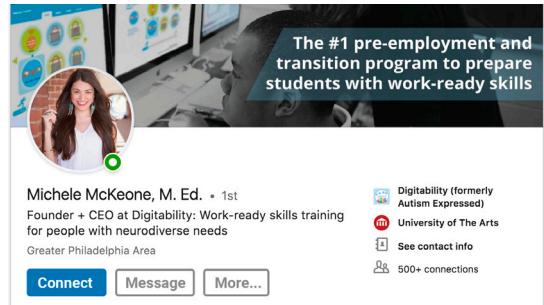 The #1 pre-employment and
transition program to prepare
students with work-ready skills
Michele McKeone, M. Ed. • 1st
Founder + CEO at Digitability: Work-ready skills training
for people with neurodiverse needs
Greater Philadelphia Area
Connect
Message
More...
Digitability (formerly
Autism Expressed)
University of The Arts
See contact info
500+ connections